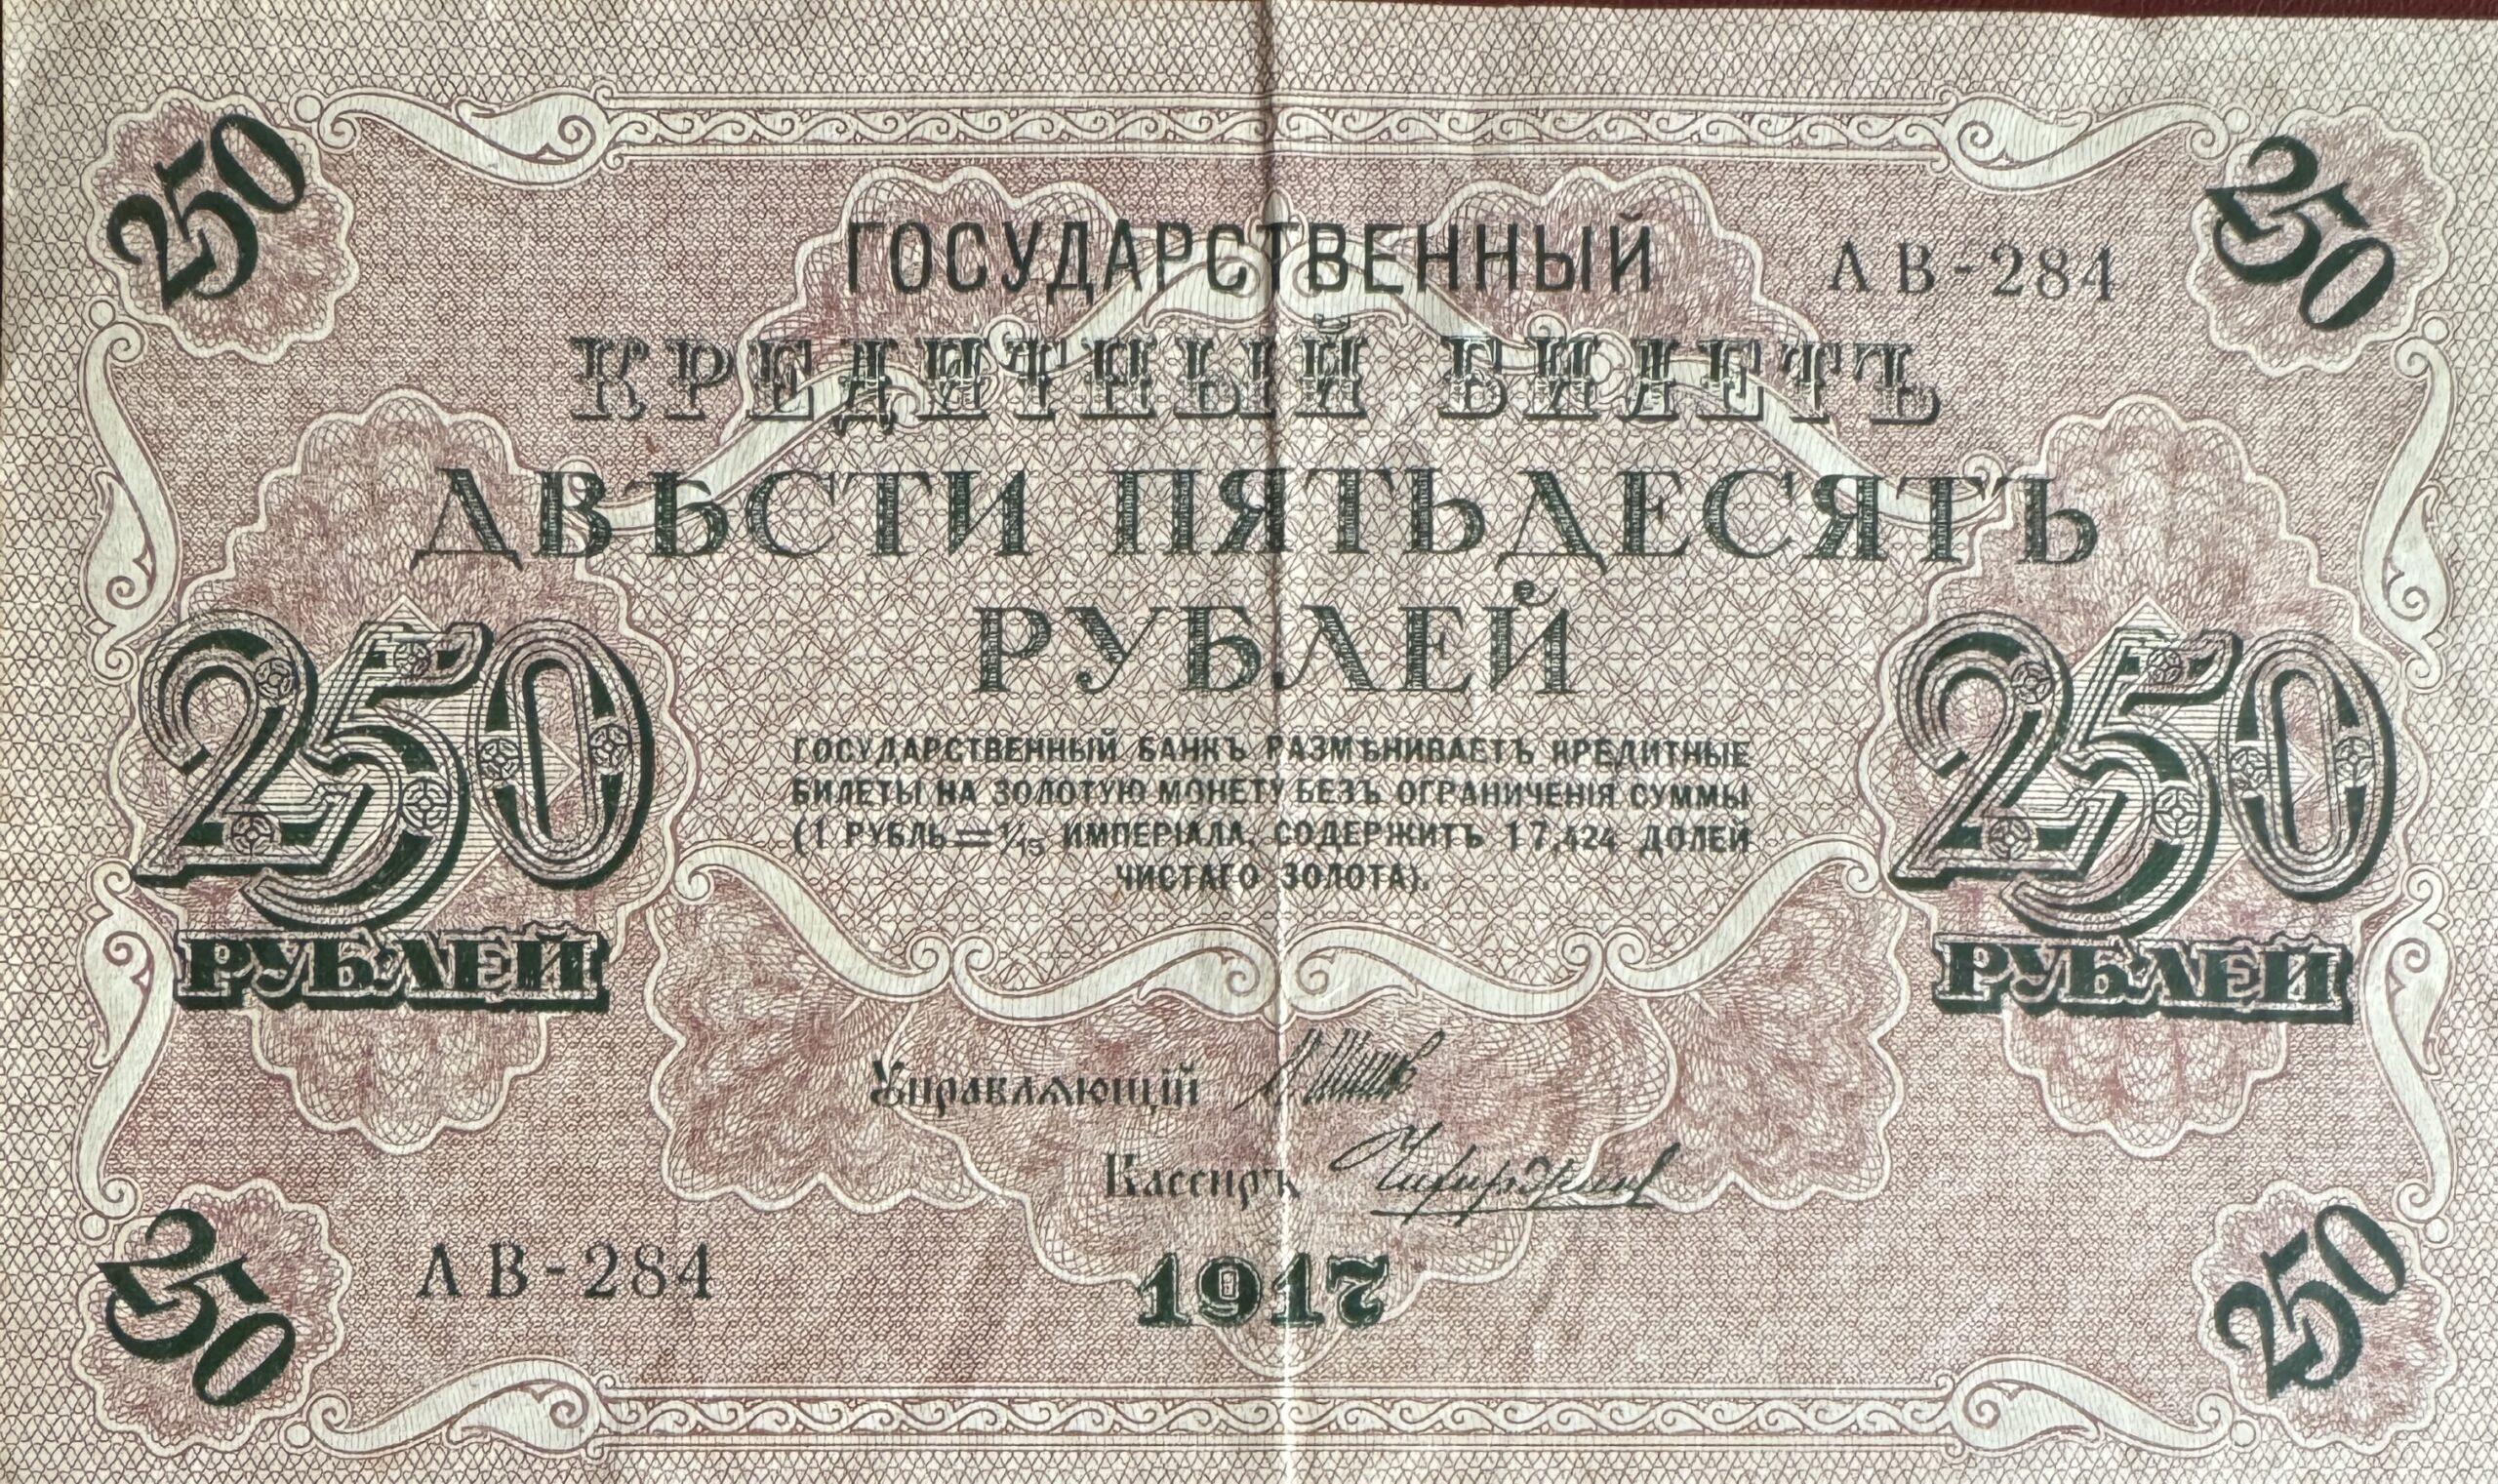 250
250
ГОСУДАРСТВЕННЫЙ
АВ-284
КРЕДИТНЫЙ БИЛЕТЪ
ДВѢСТИ ПЯТЬДЕСЯТЪ
РУБЛЕЙ
250
РУБЛЕЙ
ГОСУДАРСТВЕННЫЙ БАНКЪ РАЗМѢНИВАЕТЪ КРЕДИТНЫЕ
БИЛЕТЫ НА ЗОЛОТУЮ МОНЕТУ БЕЗЪ ОГРАНИЧЕНІЯ СУММЫ
(1 РУБЛЬ = 1/15 ИМПЕРІАЛА, СОДЕРЖИТЪ 17,424 ДОЛЕЙ
ЧИСТАГО ЗОЛОТА).
250
РУБЛЕЙ
Управляющій
Кассиръ
АВ-284
1917
250
250